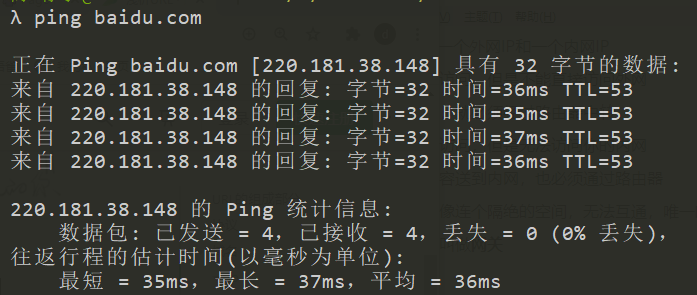 λ ping baidu.com
正在 Ping baidu.com [220.181.38.148] 具有 32 字节的数据:
来自 220.181.38.148 的回复: 字节=32 时间=36ms TTL=53
来自 220.181.38.148 的回复: 字节=32 时间=35ms TTL=53
来自 220.181.38.148 的回复: 字节=32 时间=37ms TTL=53
来自 220.181.38.148 的回复: 字节=32 时间=36ms TTL=53
220.181.38.148 的 Ping 统计信息:
数据包: 已发送 = 4，已接收 = 4，丢失 = 0 (0% 丢失)，
往返行程的估计时间(以毫秒为单位):
最短 = 35ms，最长 = 37ms，平均 = 36ms